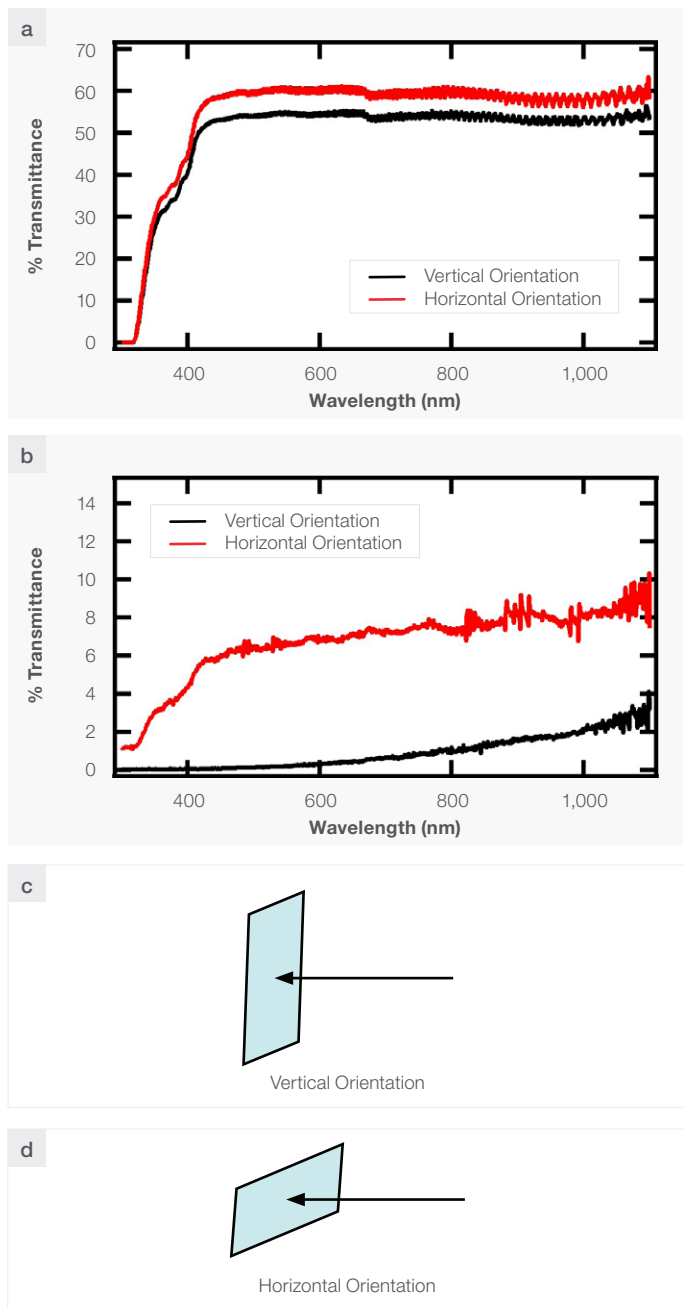 a
70
60
50
40
30
20
10
0
% Transmittance
Vertical Orientation
Horizontal Orientation
400 600 800 1,000
Wavelength (nm)
b
14
12
10
8
6
4
2
0
% Transmittance
Vertical Orientation
Horizontal Orientation
400 600 800 1,000
Wavelength (nm)
c
Vertical Orientation
d
Horizontal Orientation